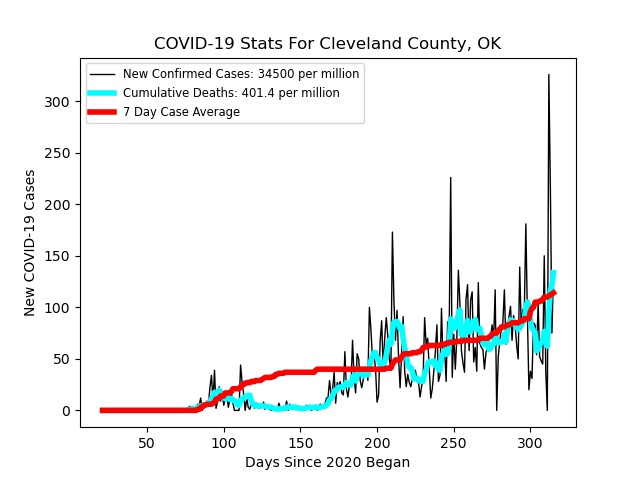 COVID-19 Stats For Cleveland County, OK
New Confirmed Cases: 34500 per million
Cumulative Deaths: 401.4 per million
7 Day Case Average
New COVID-19 Cases
300
250
200
150
100
50
0
50 100 150 200 250 300
Days Since 2020 Began